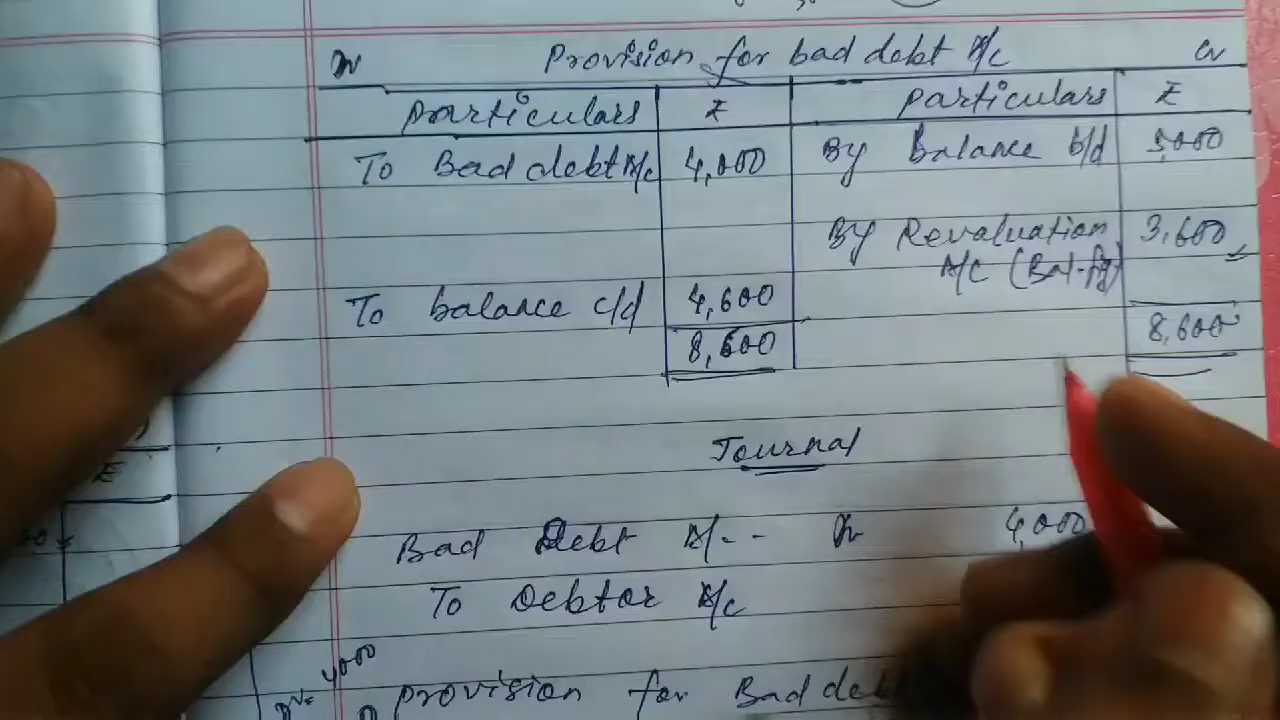 Dr Provision for bad debt A/c Cr
Particulars ₹ Particulars ₹
To Bad debt A/c 4,000 By Balance b/d 5,000
By Revaluation 3,600
A/C (Bal-fig)
To balance c/d 4,600
8,600 8,600
Journal
Bad Debt A/-- Dr 4,000
To Debtor A/c
4000
Provision for Bad